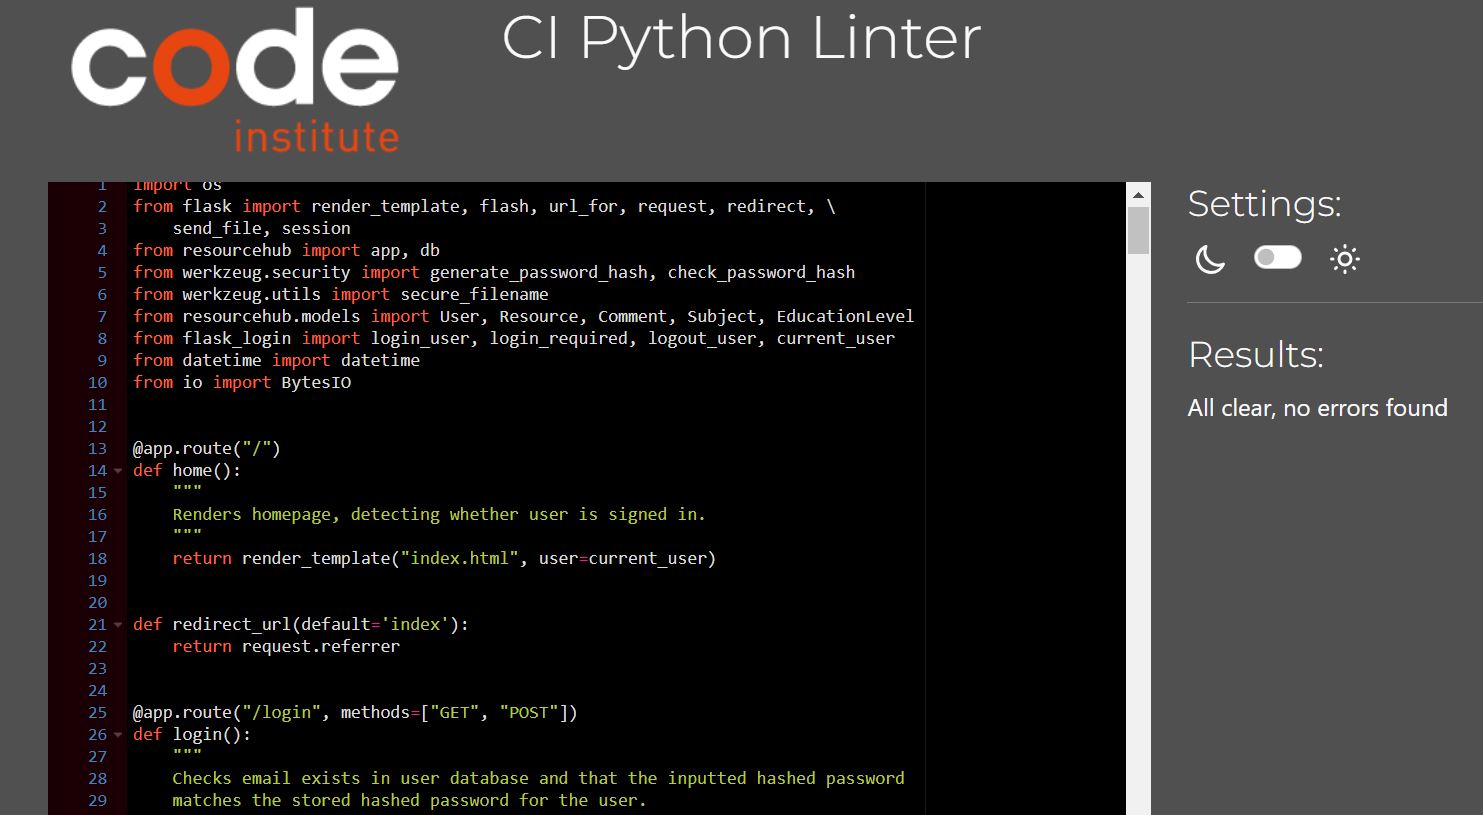 code
institute
CI Python Linter
1 import os
2 from flask import render_template, flash, url_for, request, redirect, \
3     send_file, session
4 from resourcehub import app, db
5 from werkzeug.security import generate_password_hash, check_password_hash
6 from werkzeug.utils import secure_filename
7 from resourcehub.models import User, Resource, Comment, Subject, EducationLevel
8 from flask_login import login_user, login_required, logout_user, current_user
9 from datetime import datetime
10 from io import BytesIO
11
12
13 @app.route("/")
14 def home():
15     """
16     Renders homepage, detecting whether user is signed in.
17     """
18     return render_template("index.html", user=current_user)
19
20
21 def redirect_url(default='index'):
22     return request.referrer
23
24
25 @app.route("/login", methods=["GET", "POST"])
26 def login():
27     """
28     Checks email exists in user database and that the inputted hashed password
29     matches the stored hashed password for the user.
Settings:
Results:
All clear, no errors found